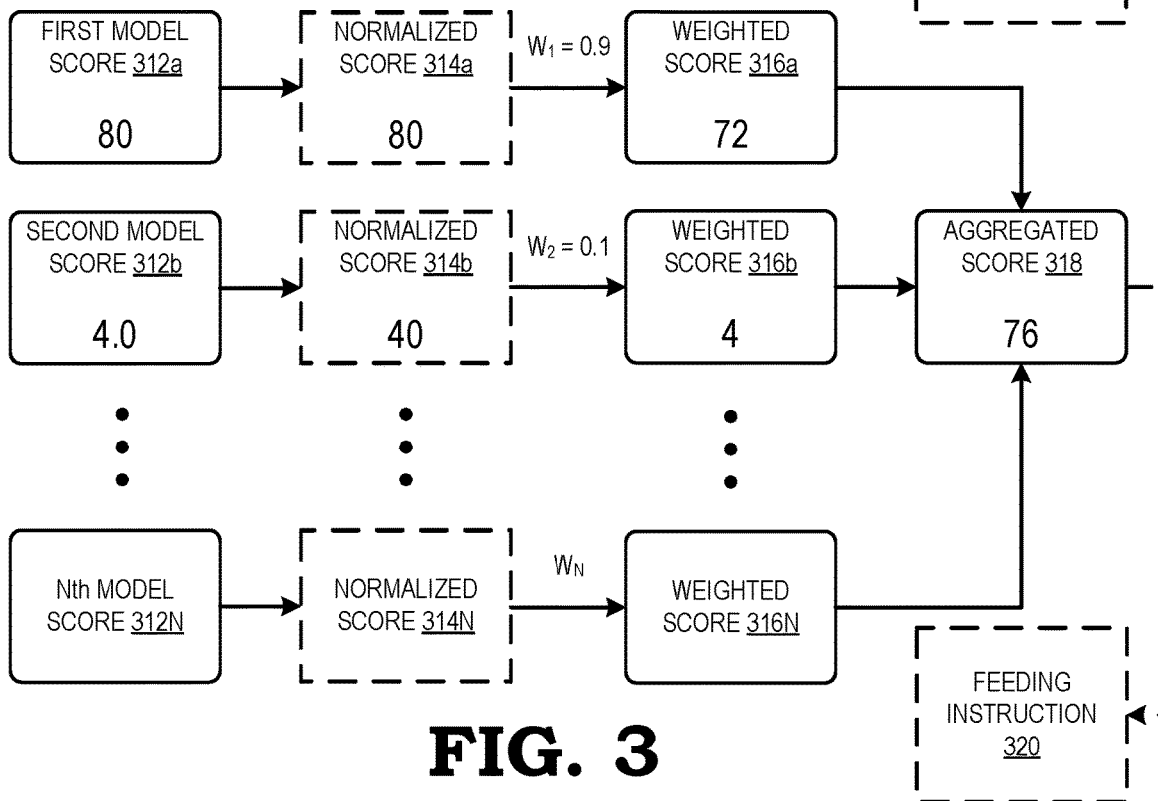 FIRST MODEL
SCORE 312a
80
NORMALIZED
SCORE 314a
80
W₁ = 0.9
WEIGHTED
SCORE 316a
72
SECOND MODEL
SCORE 312b
4.0
NORMALIZED
SCORE 314b
40
W₂ = 0.1
WEIGHTED
SCORE 316b
4
AGGREGATED
SCORE 318
76
Nth MODEL
SCORE 312N
NORMALIZED
SCORE 314N
W_N
WEIGHTED
SCORE 316N
FEEDING
INSTRUCTION
320
FIG. 3